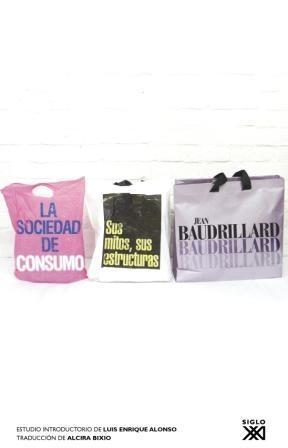 LA
SOCIEDAD
DE
CONSUMO
Sus
mitos, sus
estructuras
JEAN
BAUDRILLARD
BAUDRILLARD
ESTUDIO INTRODUCTORIO DE LUIS ENRIQUE ALONSO
TRADUCCIÓN DE ALCIRA BIXIO
SIGLO
XXI